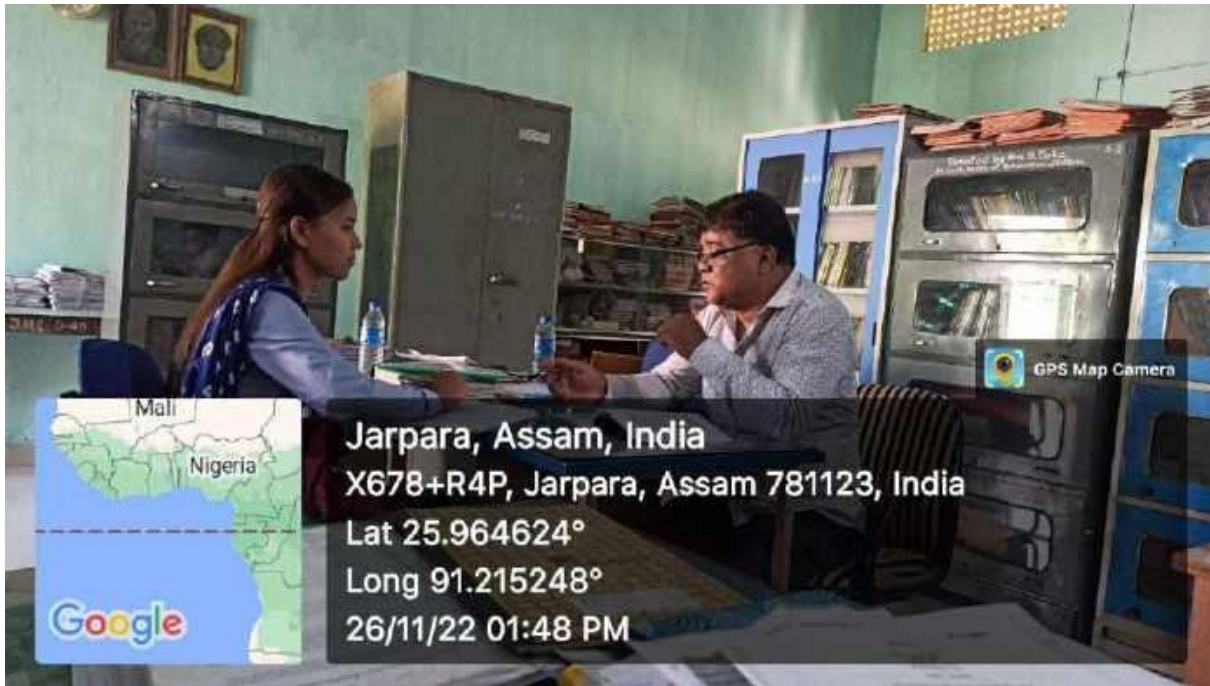 GPS Map Camera
Mali
Nigeria
Google
Jarpara, Assam, India
X678+R4P, Jarpara, Assam 781123, India
Lat 25.964624°
Long 91.215248°
26/11/22 01:48 PM